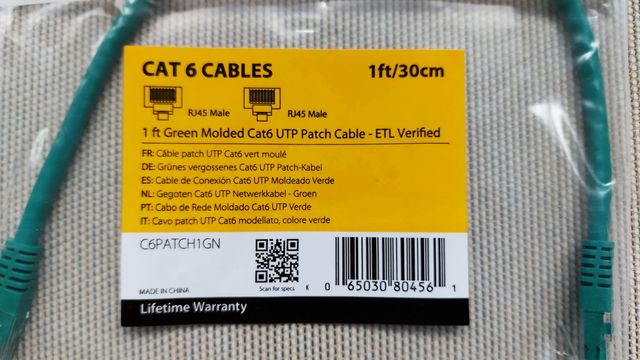 CAT 6 CABLES 1ft/30cm
RJ45 Male RJ45 Male
1 ft Green Molded Cat6 UTP Patch Cable - ETL Verified
FR: Câble patch UTP Cat6 vert moulé
DE: Grünes vergossenes Cat6 UTP Patch-Kabel
ES: Cable de Conexión Cat6 UTP Moldeado Verde
NL: Gegoten Cat6 UTP Netwerkkabel - Groen
PT: Cabo de Rede Moldado Cat6 UTP Verde
IT: Cavo patch UTP Cat6 modellato, colore verde
C6PATCH1GN
MADE IN CHINA
Scan for specs
K 0 65030 80456 1
Lifetime Warranty